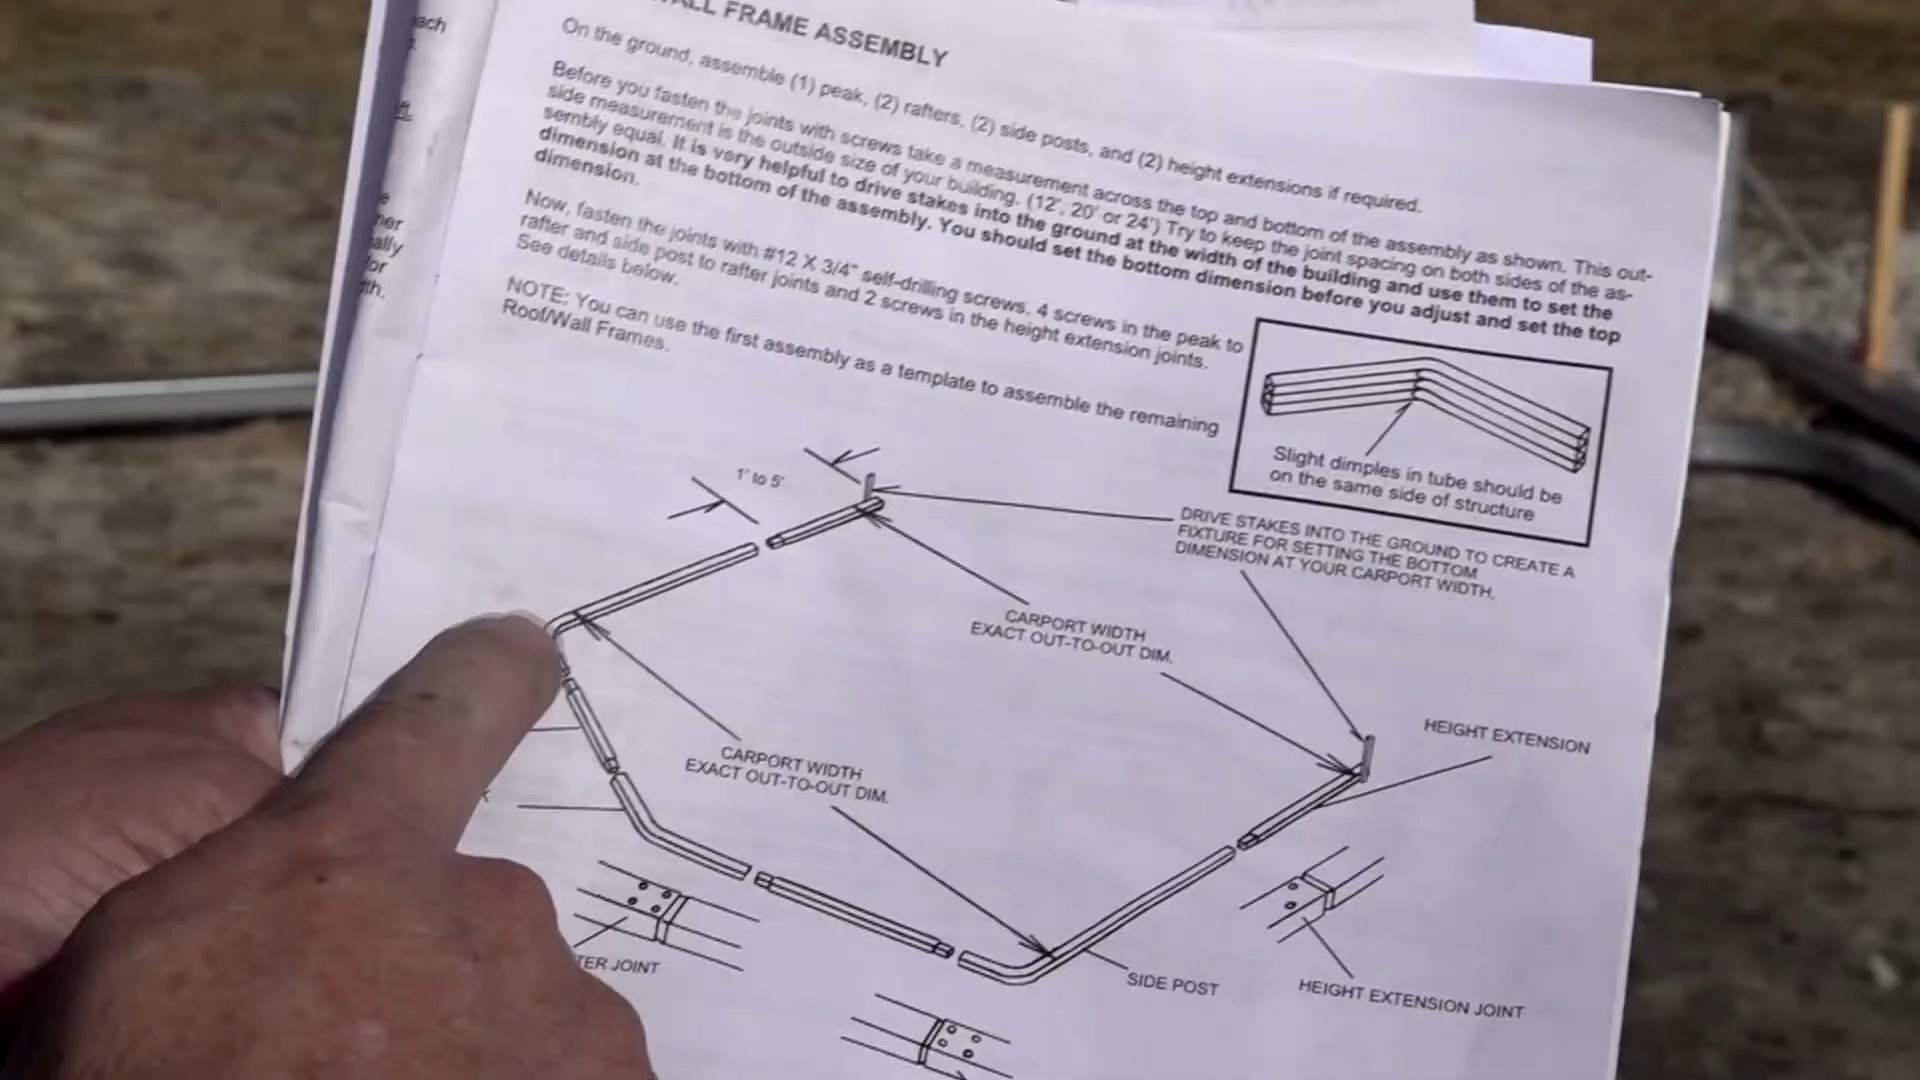 FRAME ASSEMBLY
On the ground, assemble (1) peak, (2) rafters, (2) side posts, and (2) height extensions if required.
Before you fasten the joints with screws take a measurement across the top and bottom of the assembly as shown. This out-
side measurement is the outside size of your building. (12', 20' or 24') Try to keep the joint spacing on both sides of the as-
sembly equal. It is very helpful to drive stakes into the ground at the width of the building and use them to set the
dimension at the bottom of the assembly. You should set the bottom dimension before you adjust and set the top
dimension.
Now, fasten the joints with #12 X 3/4" self-drilling screws. 4 screws in the peak to
rafter and side post to rafter joints and 2 screws in the height extension joints.
See details below.
NOTE: You can use the first assembly as a template to assemble the remaining
Roof/Wall Frames.
Slight dimples in tube should be
on the same side of structure
1' to 5'
DRIVE STAKES INTO THE GROUND TO CREATE A
FIXTURE FOR SETTING THE BOTTOM
DIMENSION AT YOUR CARPORT WIDTH.
CARPORT WIDTH
EXACT OUT-TO-OUT DIM.
HEIGHT EXTENSION
CARPORT WIDTH
EXACT OUT-TO-OUT DIM.
JOINT
SIDE POST
HEIGHT EXTENSION JOINT